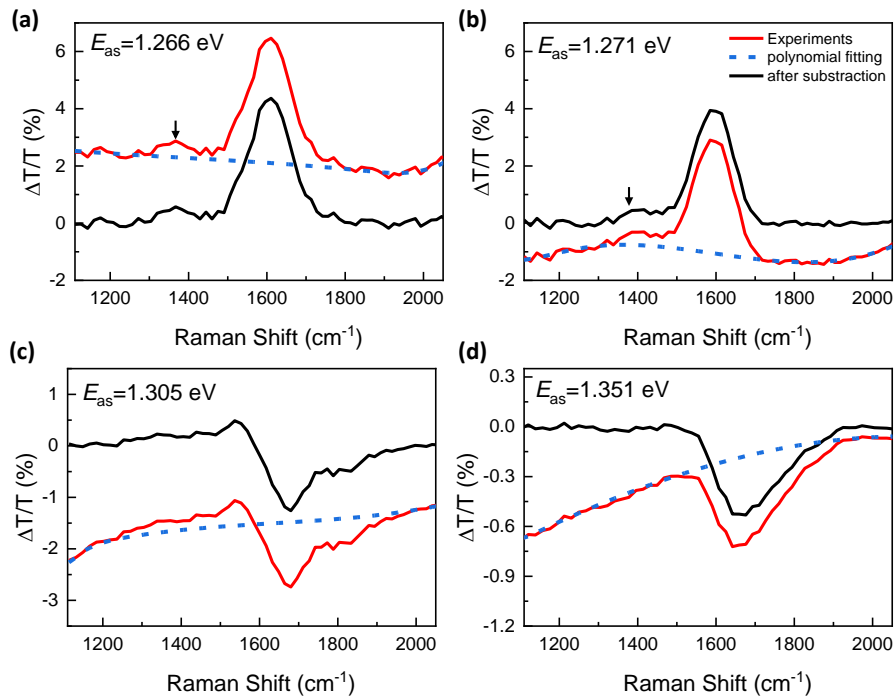 (a)
E_as=1.266 eV
6
4
2
0
-2
ΔT/T (%)
1200 1400 1600 1800 2000
Raman Shift (cm⁻¹)
(b)
E_as=1.271 eV
Experiments
polynomial fitting
after substraction
6
4
2
0
-2
ΔT/T (%)
1200 1400 1600 1800 2000
Raman Shift (cm⁻¹)
(c)
E_as=1.305 eV
1
0
-1
-2
-3
ΔT/T (%)
1200 1400 1600 1800 2000
Raman Shift (cm⁻¹)
(d)
E_as=1.351 eV
0.3
0.0
-0.3
-0.6
-0.9
-1.2
ΔT/T (%)
1200 1400 1600 1800 2000
Raman Shift (cm⁻¹)